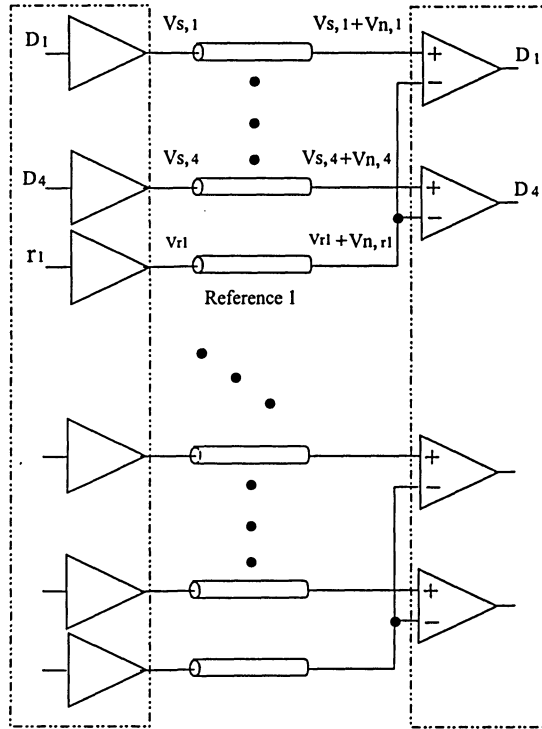 D1 Vs,1 Vs,1+Vn,1 + D1
−
D4 Vs,4 Vs,4+Vn,4 + D4
−
r1 Vr1 Vr1+Vn,r1
Reference 1
+
−
+
−